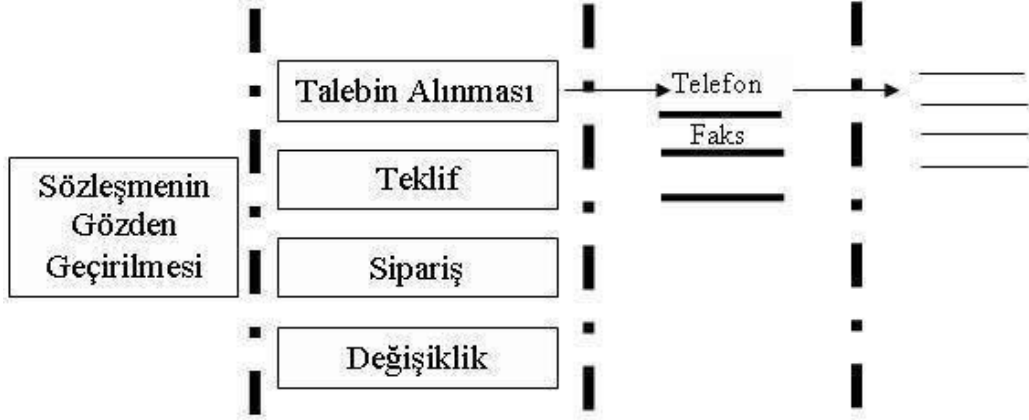 Sözleşmenin
Gözden
Geçirilmesi
Talebin Alınması
Teklif
Sipariş
Değişiklik
Telefon
Faks